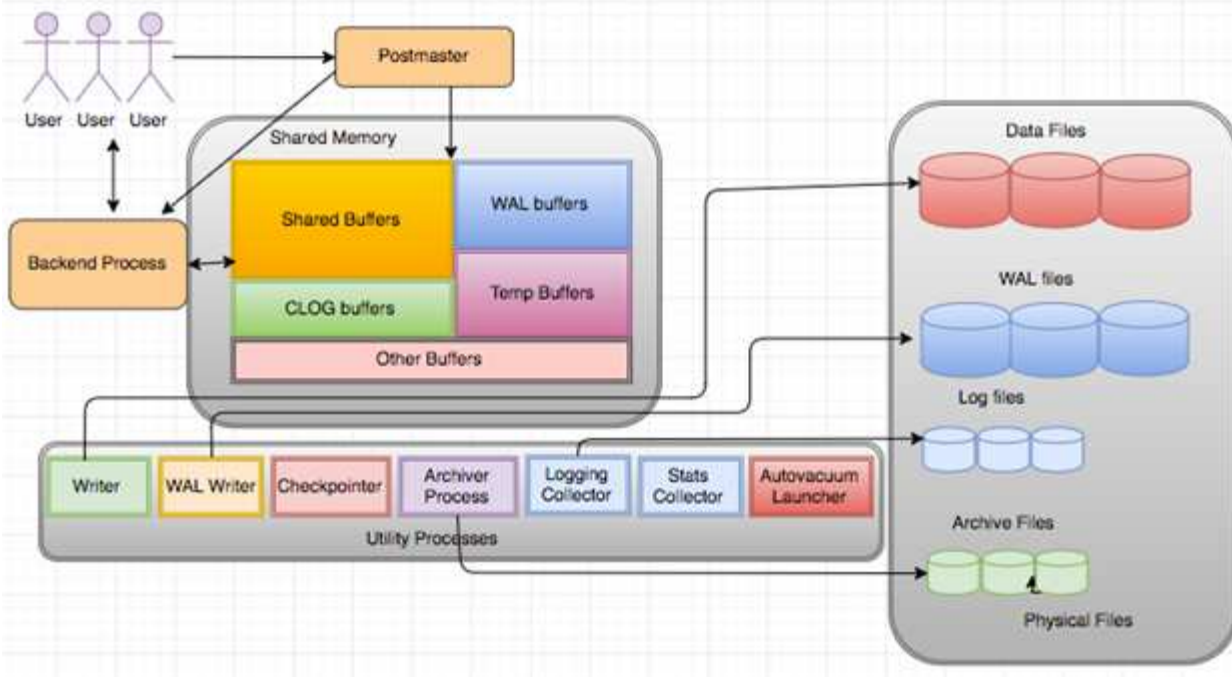 Postmaster
User User User
Shared Memory
Data Files
Shared Buffers
WAL buffers
Backend Process
WAL files
Temp Buffers
CLOG buffers
Other Buffers
Log files
Writer
WAL Writer
Checkpointer
Archiver
Process
Logging
Collector
Stats
Collector
Autovacuum
Launcher
Utility Processes
Archive Files
Physical Files